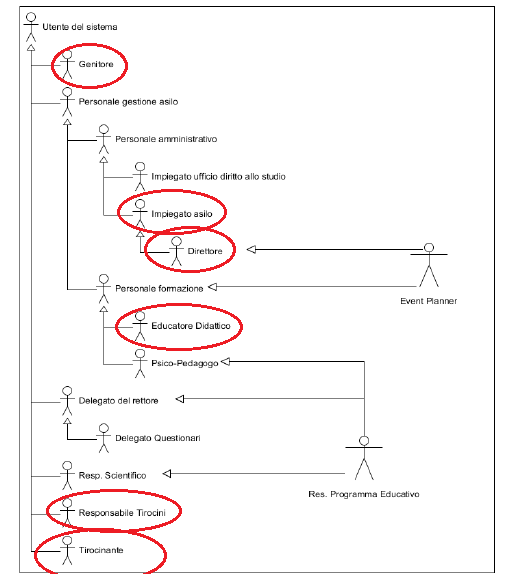 Utente del sistema
Genitore
Personale gestione asilo
Personale amministrativo
Impiegato ufficio diritto allo studio
Impiegato asilo
Direttore
Personale formazione
Event Planner
Educatore Didattico
Psico-Pedagogo
Delegato del rettore
Delegato Questionari
Resp. Scientifico
Res. Programma Educativo
Responsabile Tirocini
Tirocinante